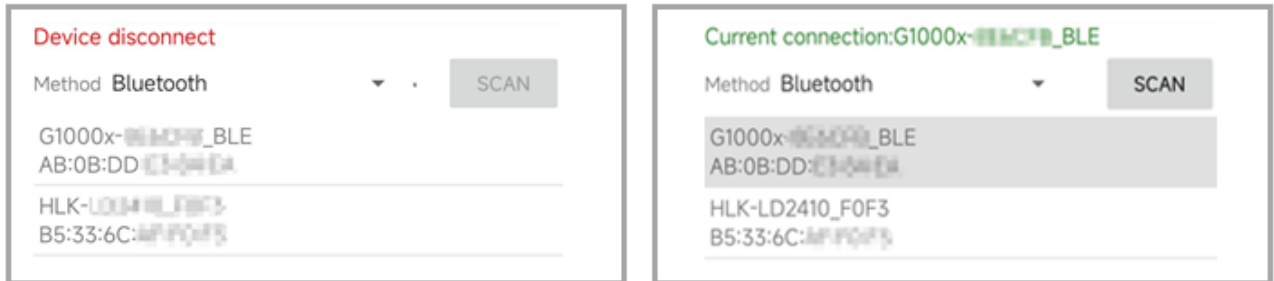 Device disconnect
Method Bluetooth SCAN
G1000x- _BLE
AB:0B:DD
HLK-
B5:33:6C:
Current connection:G1000x- _BLE
Method Bluetooth SCAN
G1000x- _BLE
AB:0B:DD:
HLK-LD2410_F0F3
B5:33:6C: